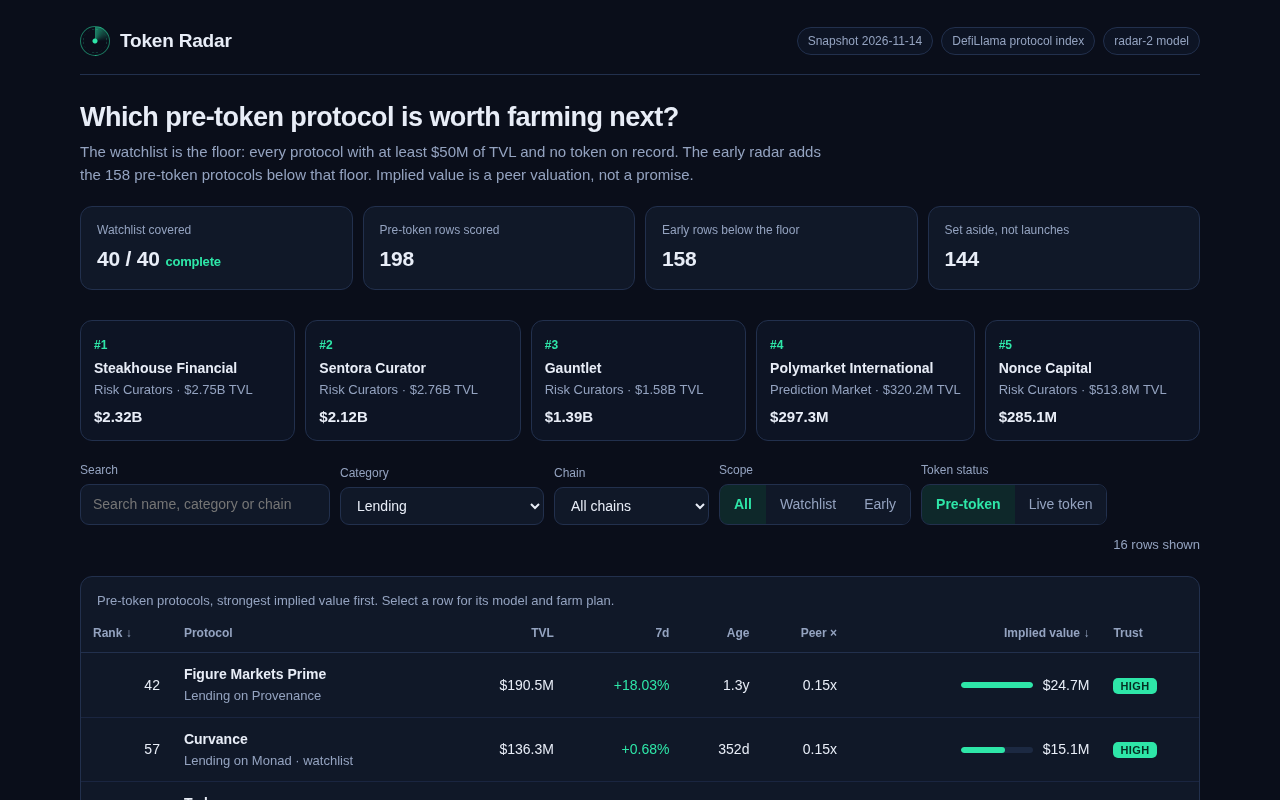 Token Radar
Snapshot 2026-11-14
DefiLlama protocol index
radar-2 model
Which pre-token protocol is worth farming next?
The watchlist is the floor: every protocol with at least $50M of TVL and no token on record. The early radar adds
the 158 pre-token protocols below that floor. Implied value is a peer valuation, not a promise.
Watchlist covered
40 / 40 complete
Pre-token rows scored
198
Early rows below the floor
158
Set aside, not launches
144
#1
Steakhouse Financial
Risk Curators · $2.75B TVL
$2.32B
#2
Sentora Curator
Risk Curators · $2.76B TVL
$2.12B
#3
Gauntlet
Risk Curators · $1.58B TVL
$1.39B
#4
Polymarket International
Prediction Market · $320.2M TVL
$297.3M
#5
Nonce Capital
Risk Curators · $513.8M TVL
$285.1M
Search
Search name, category or chain
Category
Lending
Chain
All chains
Scope
All Watchlist Early
Token status
Pre-token Live token
16 rows shown
Pre-token protocols, strongest implied value first. Select a row for its model and farm plan.
Rank ↓ Protocol TVL 7d Age Peer × Implied value ↓ Trust
42 Figure Markets Prime $190.5M +18.03% 1.3y 0.15x $24.7M HIGH
Lending on Provenance
57 Curvance $136.3M +0.68% 352d 0.15x $15.1M HIGH
Lending on Monad · watchlist